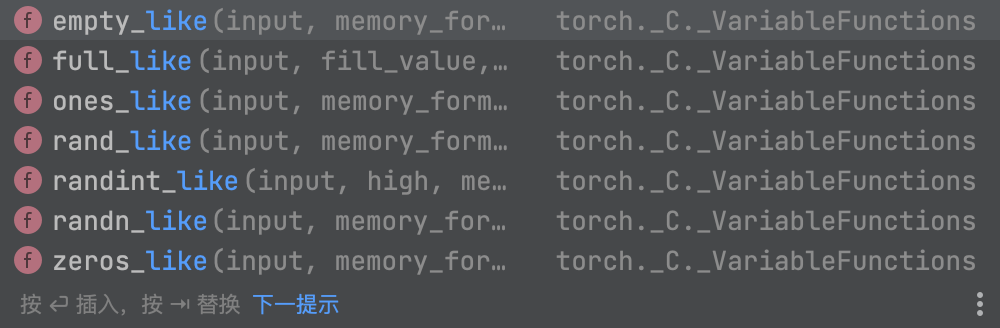 f empty_like(input, memory_for… torch._C._VariableFunctions
f full_like(input, fill_value,… torch._C._VariableFunctions
f ones_like(input, memory_form… torch._C._VariableFunctions
f rand_like(input, memory_form… torch._C._VariableFunctions
f randint_like(input, high, me… torch._C._VariableFunctions
f randn_like(input, memory_for… torch._C._VariableFunctions
f zeros_like(input, memory_for… torch._C._VariableFunctions
按 ⏎ 插入，按 ⇥ 替换 下一提示